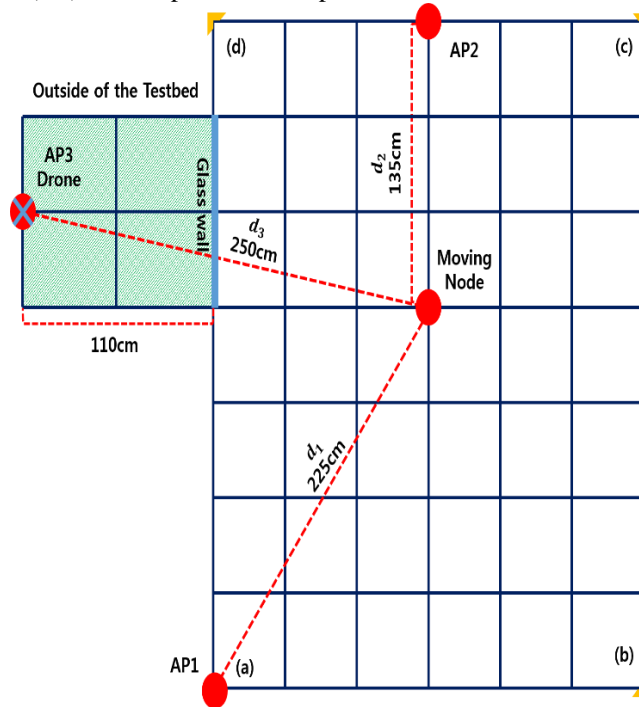 (d)
AP2
(c)
Outside of the Testbed
AP3
Drone
Glass wall
d₂
135cm
d₃
250cm
Moving
Node
110cm
d₁
225cm
AP1
(a)
(b)